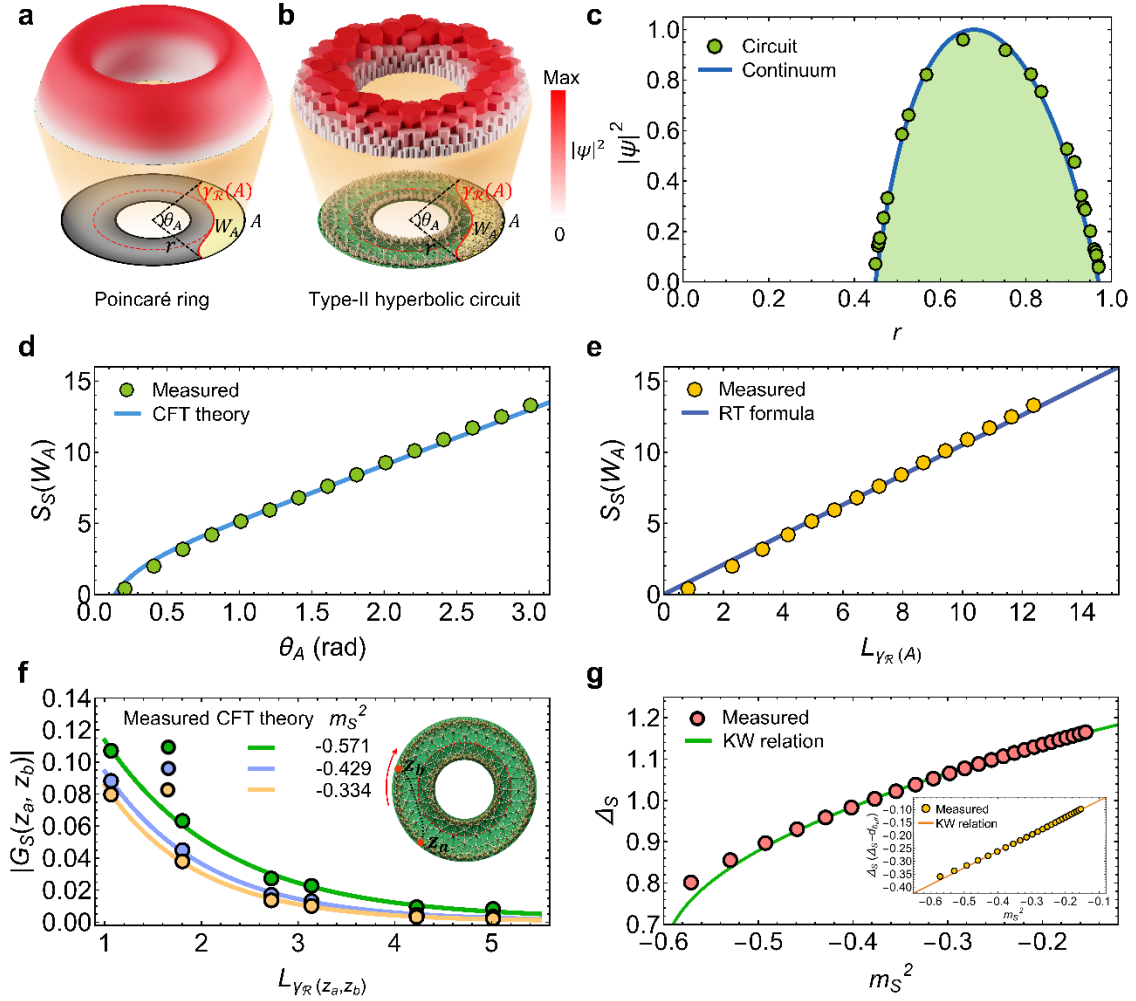 a
γ_ℛ(A)
θ_A
W_A
A
r
Poincaré ring
b
γ_ℛ(A)
θ_A
W_A
A
r
Type-II hyperbolic circuit
Max
|ψ|²
0
c
Circuit
Continuum
|ψ|²
1.0
0.8
0.6
0.4
0.2
0.0
0.0 0.2 0.4 0.6 0.8 1.0
r
d
Measured
CFT theory
S_S(W_A)
15
10
5
0
0.0 0.5 1.0 1.5 2.0 2.5 3.0
θ_A (rad)
e
Measured
RT formula
S_S(W_A)
15
10
5
0
0 2 4 6 8 10 12 14
L_γ_ℛ(A)
f
Measured CFT theory m_S²
-0.571
-0.429
-0.334
z_b
z_a
|G_S(z_a, z_b)|
0.14
0.12
0.10
0.08
0.06
0.04
0.02
0.00
1 2 3 4 5
L_γ_ℛ(z_a,z_b)
g
Measured
KW relation
Δ_S
1.2
1.1
1.0
0.9
0.8
0.7
-0.6 -0.5 -0.4 -0.3 -0.2
m_S²
Measured
KW relation
-0.10
-0.15
-0.20
-0.25
-0.30
-0.35
-0.40
-0.6 -0.5 -0.4 -0.3 -0.2 -0.1
m_S²